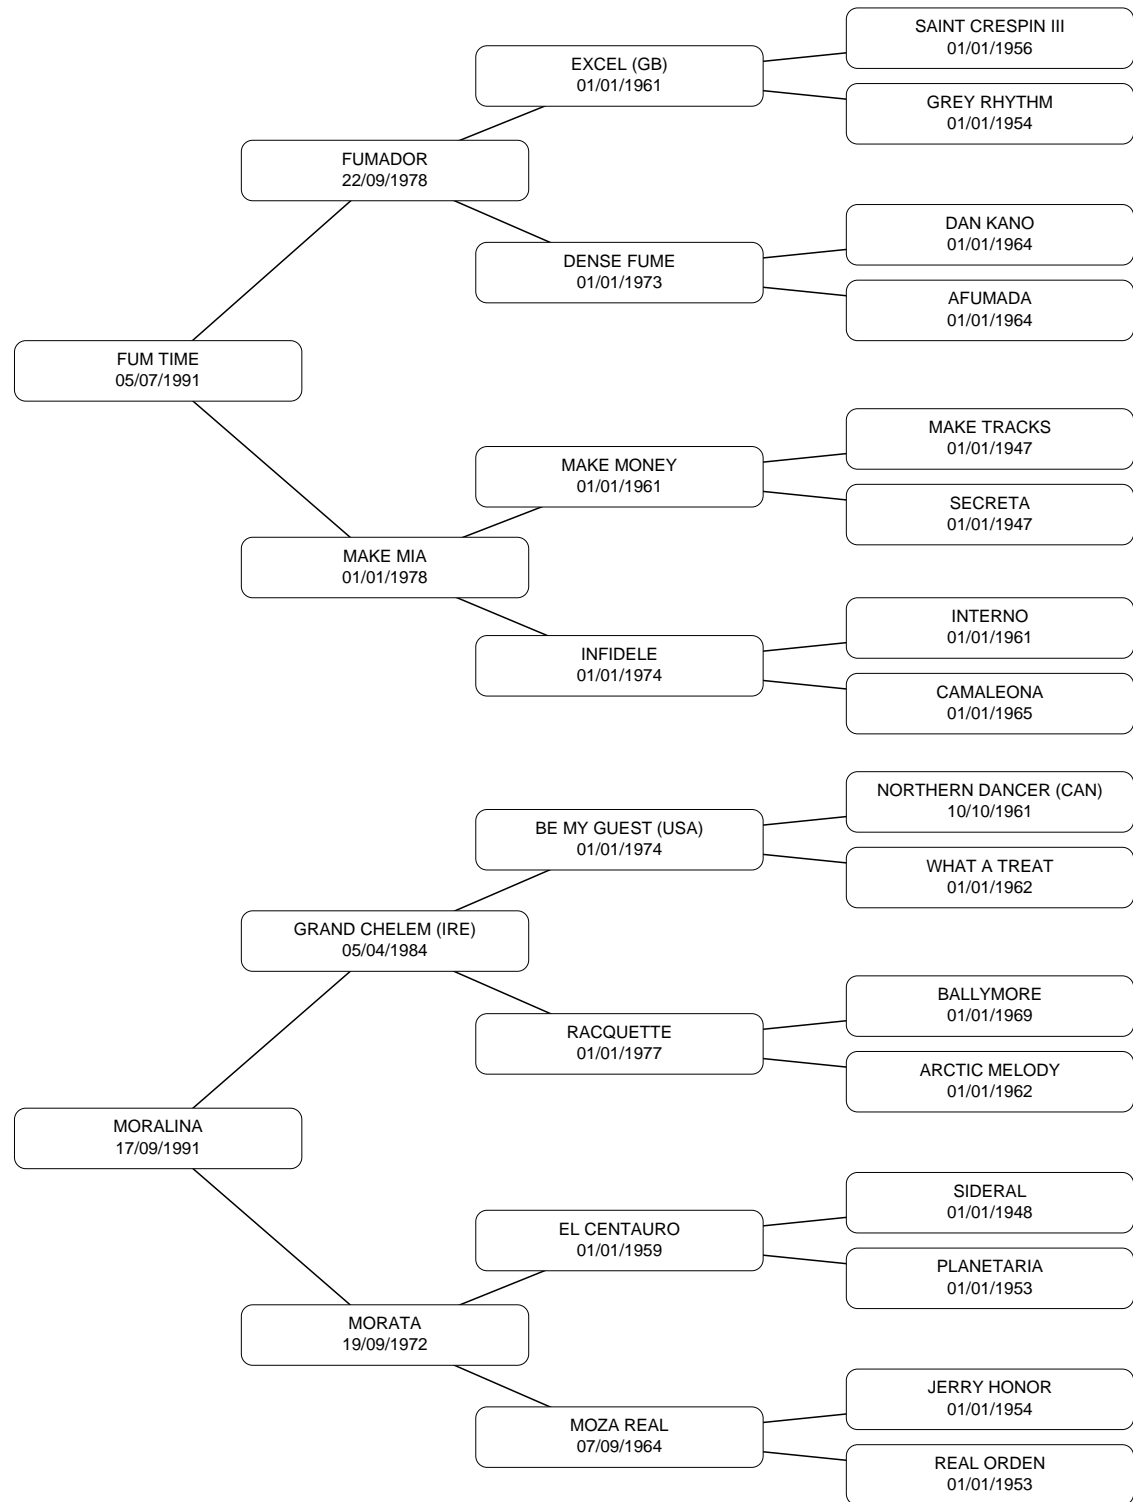 SAINT CRESPIN III
01/01/1956
EXCEL (GB)
01/01/1961
GREY RHYTHM
01/01/1954
FUMADOR
22/09/1978
DAN KANO
01/01/1964
DENSE FUME
01/01/1973
AFUMADA
01/01/1964
FUM TIME
05/07/1991
MAKE TRACKS
01/01/1947
MAKE MONEY
01/01/1961
SECRETA
01/01/1947
MAKE MIA
01/01/1978
INTERNO
01/01/1961
INFIDELE
01/01/1974
CAMALEONA
01/01/1965
NORTHERN DANCER (CAN)
10/10/1961
BE MY GUEST (USA)
01/01/1974
WHAT A TREAT
01/01/1962
GRAND CHELEM (IRE)
05/04/1984
BALLYMORE
01/01/1969
RACQUETTE
01/01/1977
ARCTIC MELODY
01/01/1962
MORALINA
17/09/1991
SIDERAL
01/01/1948
EL CENTAURO
01/01/1959
PLANETARIA
01/01/1953
MORATA
19/09/1972
JERRY HONOR
01/01/1954
MOZA REAL
07/09/1964
REAL ORDEN
01/01/1953